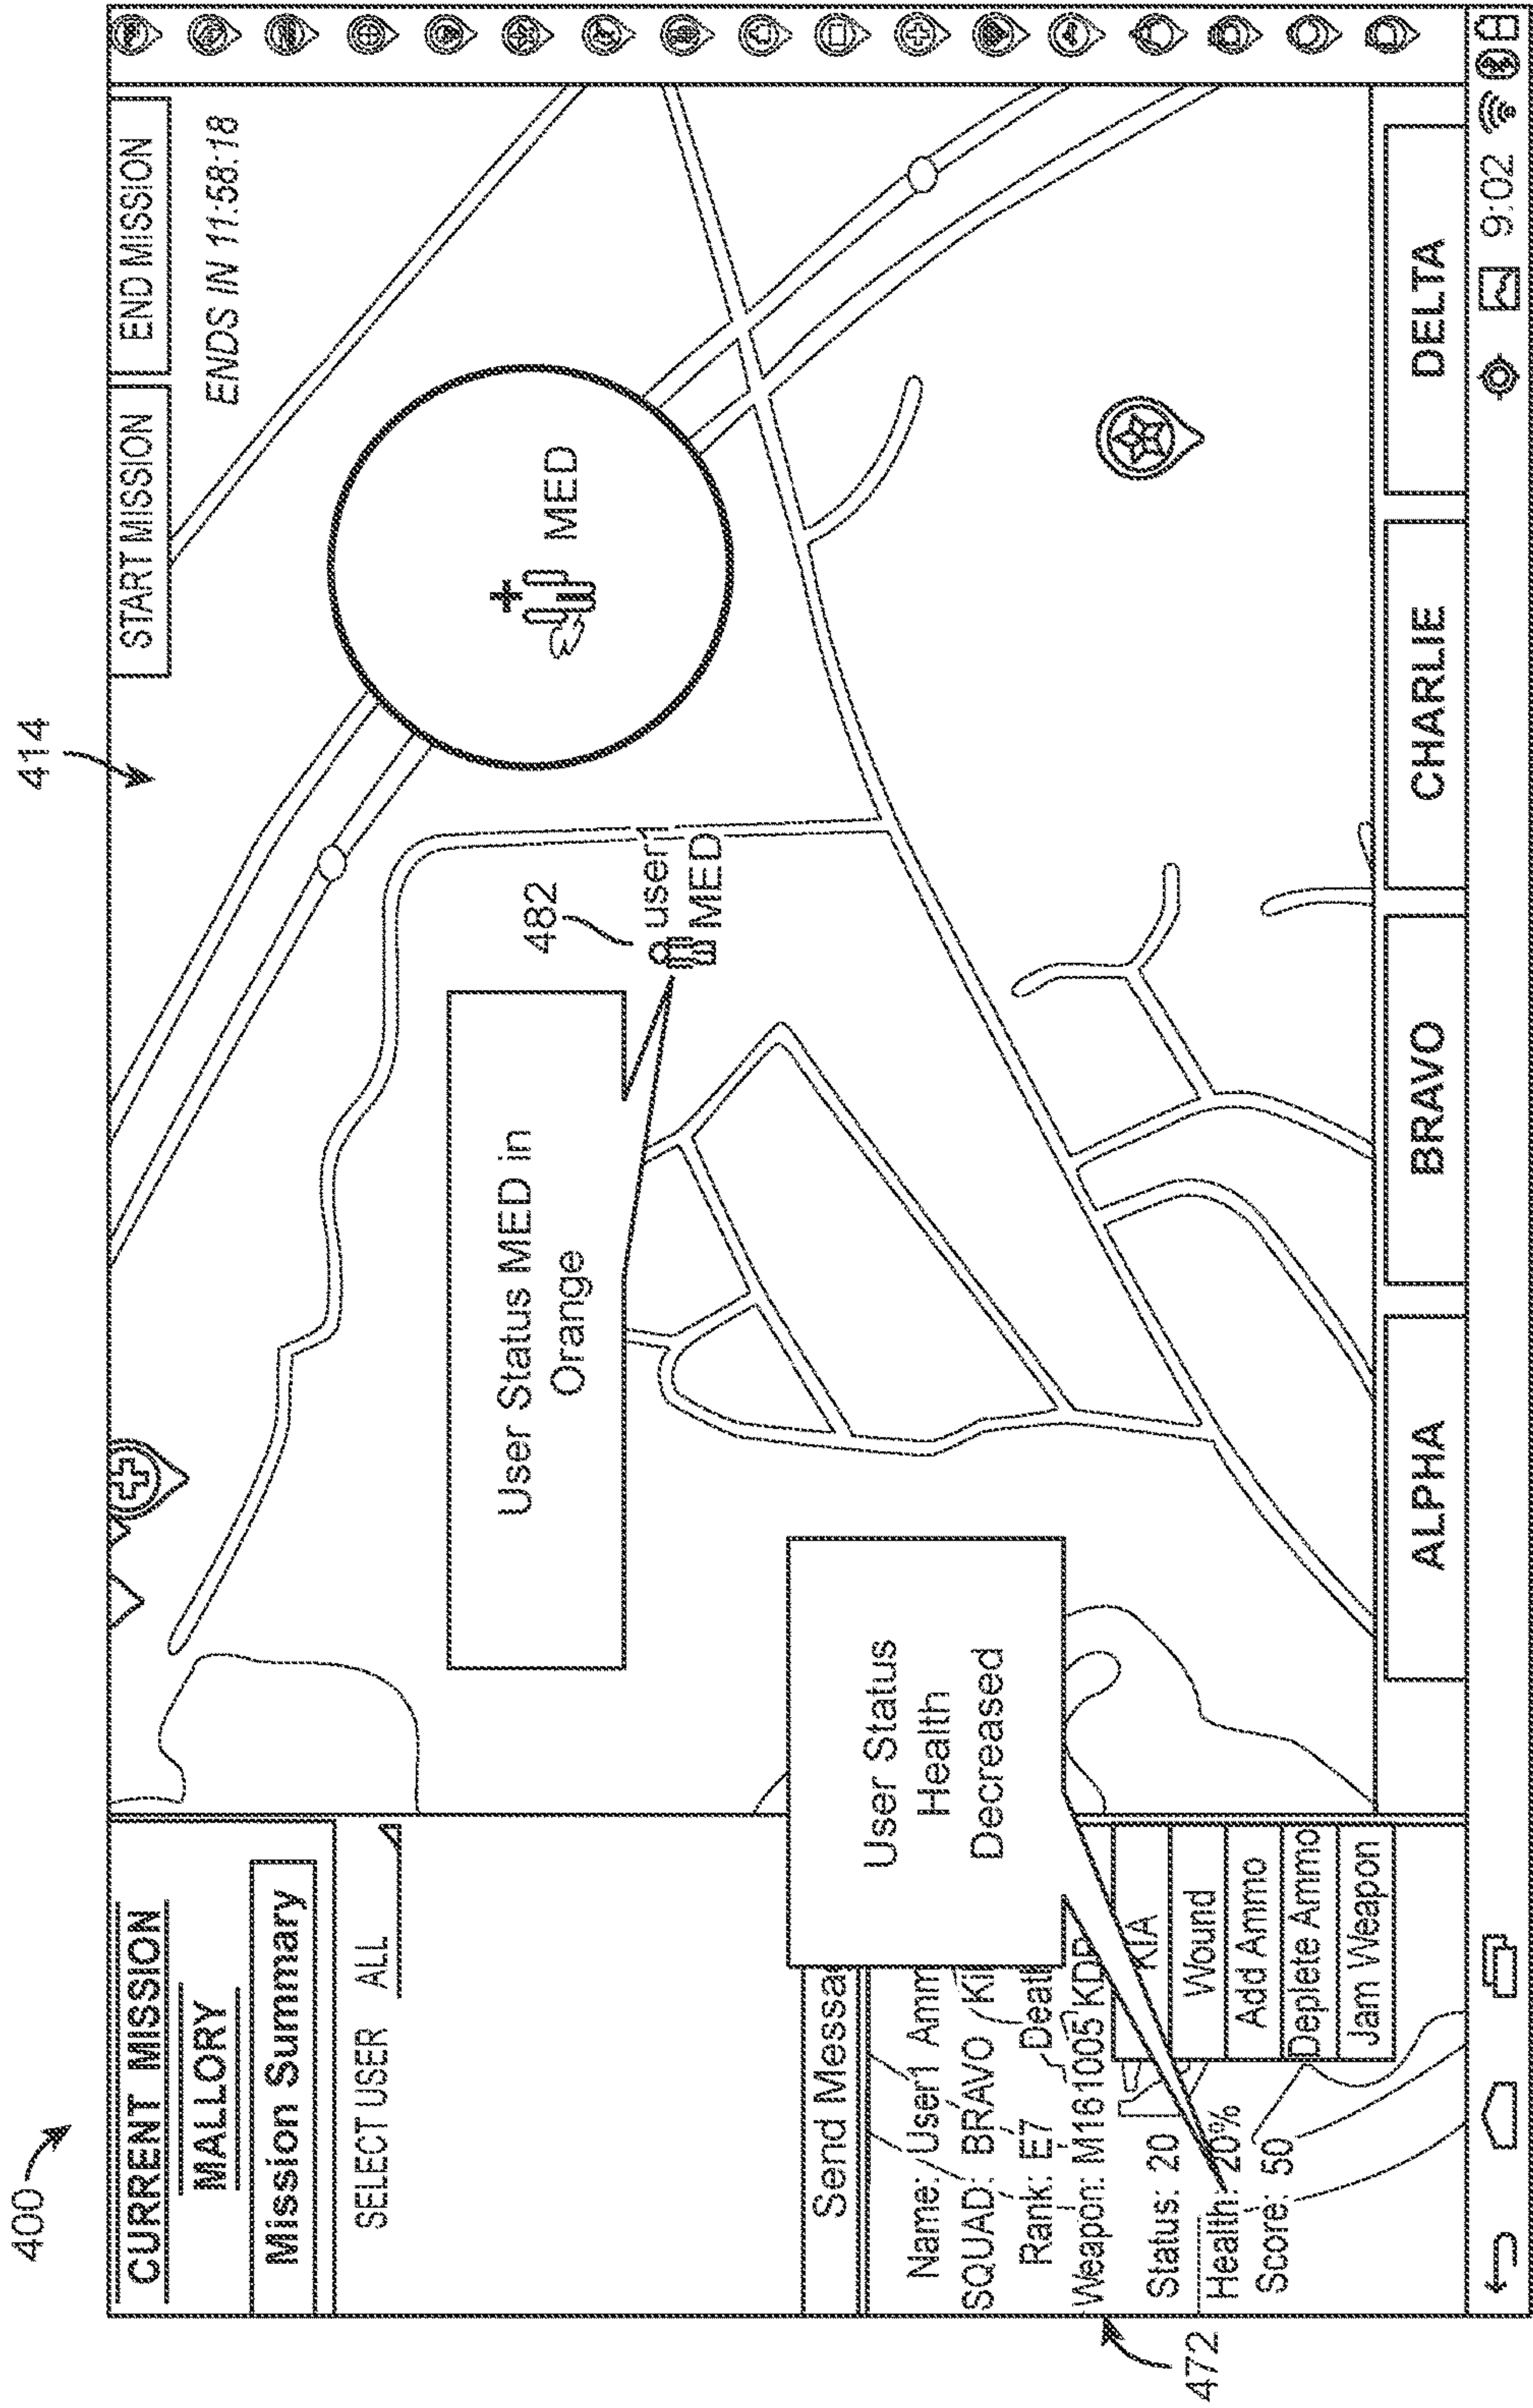 400
414
CURRENT MISSION
MALLORY
Mission Summary
SELECT USER ALL
START MISSION
END MISSION
ENDS IN 11:58:18
MED
User Status MED in
Orange
482
user1
MED
User Status
Health
Decreased
Send Messa
Name: User1 Amm
SQUAD: BRAVO Ki
Rank: E7 Death
Weapon: M161005 KDR
Status: 20
Health: 20%
Score: 50
KIA
Wound
Add Ammo
Deplete Ammo
Jam Weapon
472
ALPHA
BRAVO
CHARLIE
DELTA
9:02